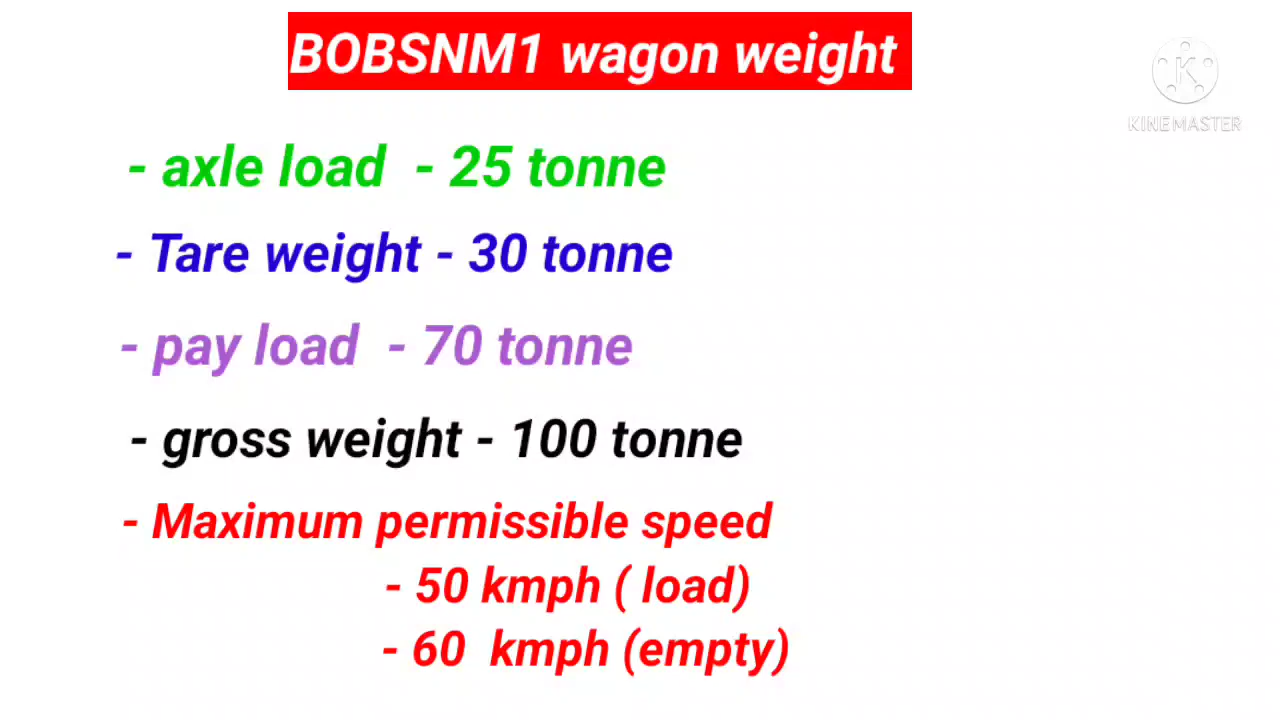 BOBSNM1 wagon weight
K
KINEMASTER
- axle load - 25 tonne
- Tare weight - 30 tonne
- pay load - 70 tonne
- gross weight - 100 tonne
- Maximum permissible speed
- 50 kmph ( load)
- 60 kmph (empty)